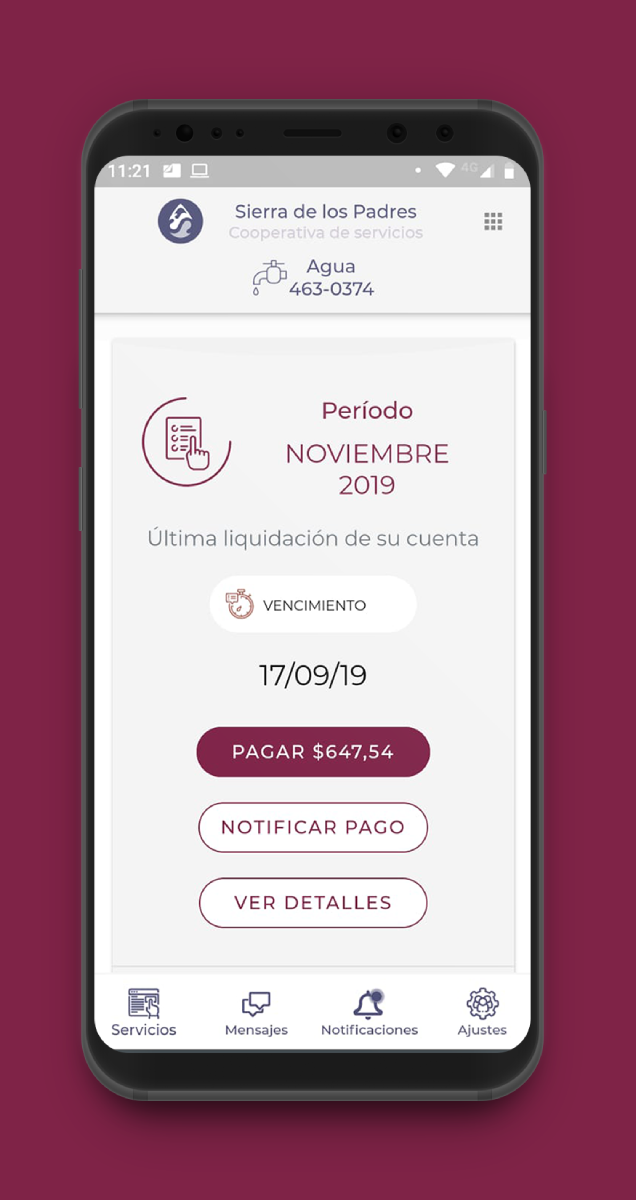 11:21
4G
Sierra de los Padres
Cooperativa de servicios
Agua
463-0374
Período
NOVIEMBRE
2019
Última liquidación de su cuenta
VENCIMIENTO
17/09/19
PAGAR $647,54
NOTIFICAR PAGO
VER DETALLES
Servicios
Mensajes
Notificaciones
Ajustes